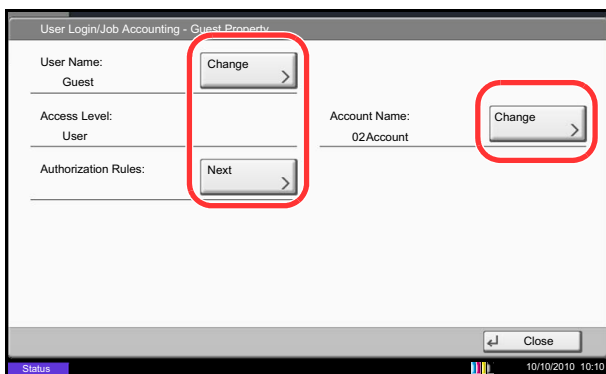 User Login/Job Accounting - Guest Property
User Name:
Guest
Change
Access Level:
User
Account Name:
02Account
Change
Authorization Rules:
Next
Close
Status
10/10/2010 10:10